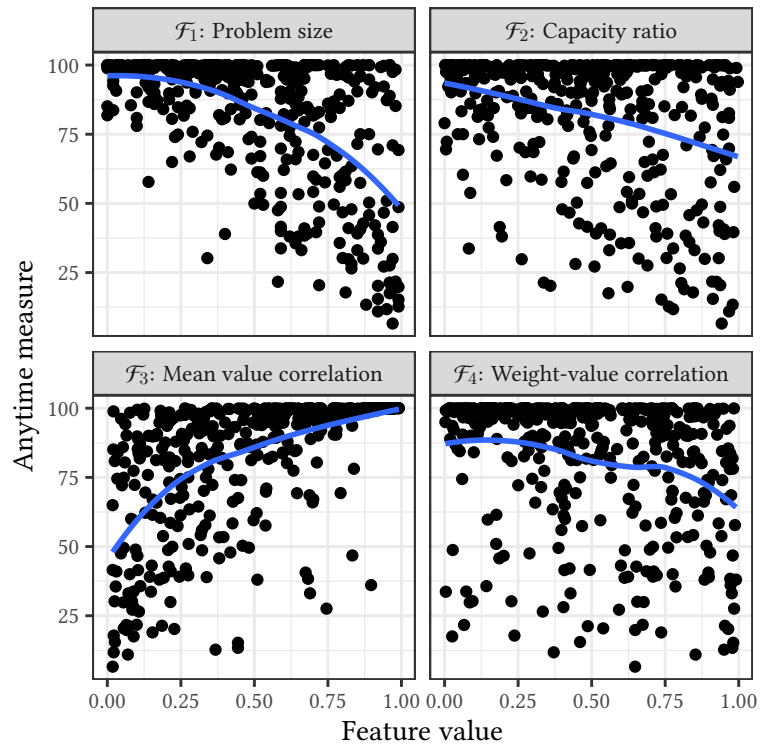 ℱ₁: Problem size
ℱ₂: Capacity ratio
100
75
50
25
Anytime measure
ℱ₃: Mean value correlation
ℱ₄: Weight-value correlation
100
75
50
25
0.00 0.25 0.50 0.75 1.00 0.00 0.25 0.50 0.75 1.00
Feature value